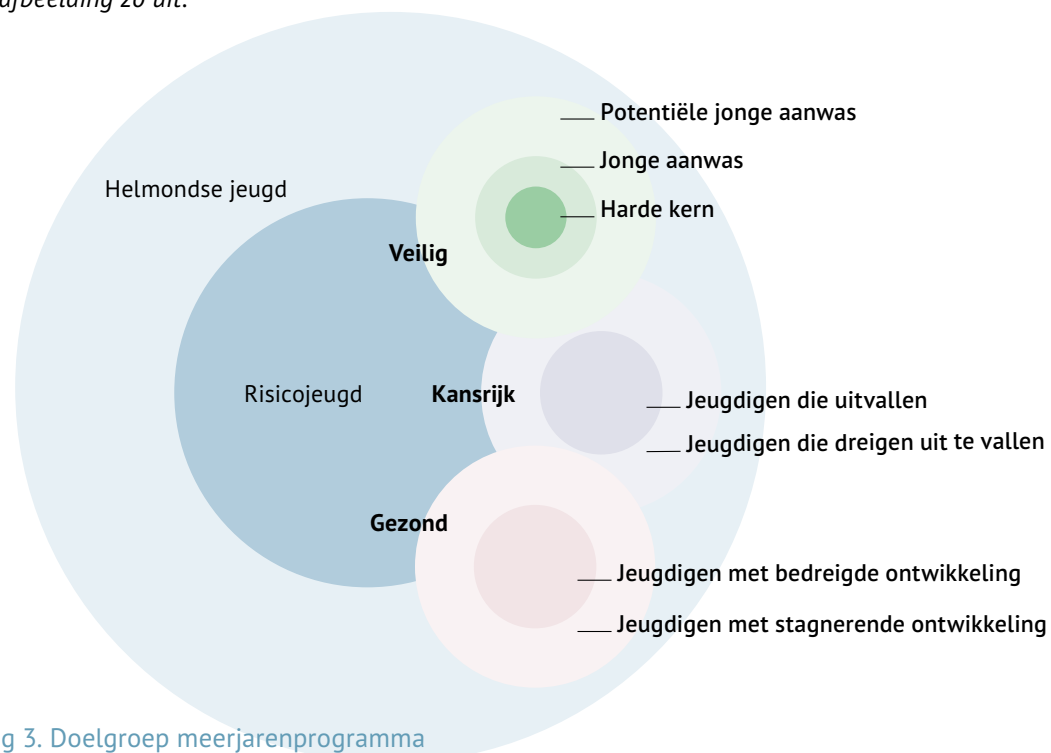 afbeelding zo uit.
Potentiële jonge aanwas
Jonge aanwas
Helmondse jeugd
Harde kern
Veilig
Risicojeugd
Kansrijk
Jeugdigen die uitvallen
Jeugdigen die dreigen uit te vallen
Gezond
Jeugdigen met bedreigde ontwikkeling
Jeugdigen met stagnerende ontwikkeling
g 3. Doelgroep meerjarenprogramma